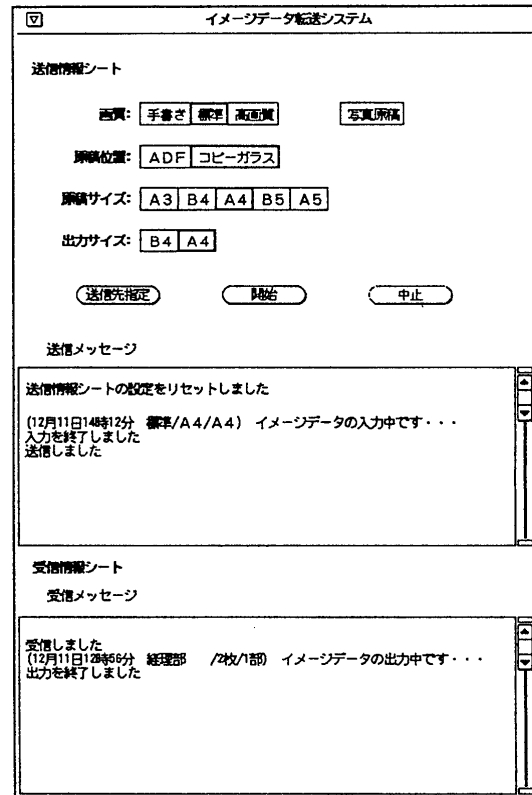 イメージデータ転送システム
送信情報シート
画質: 手書き 標準 高画質 写真原稿
原稿位置: ADF コピーガラス
原稿サイズ: A3 B4 A4 B5 A5
出力サイズ: B4 A4
送信先指定 開始 中止
送信メッセージ
送信情報シートの設定をリセットしました
(12月11日14時12分 標準/A4/A4) イメージデータの入力中です・・・
入力を終了しました
送信しました
受信情報シート
受信メッセージ
受信しました
(12月11日12時56分 経理部 /2枚/1部) イメージデータの出力中です・・・
出力を終了しました